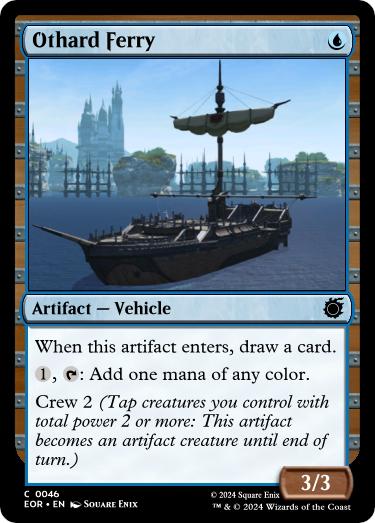 Othard Ferry
Artifact — Vehicle
When this artifact enters, draw a card.
1, : Add one mana of any color.
Crew 2 (Tap creatures you control with
total power 2 or more: This artifact
becomes an artifact creature until end of
turn.)
3/3
C 0046
EOR • EN Square Enix
© 2024 Square Enix
™ & © 2024 Wizards of the Coast